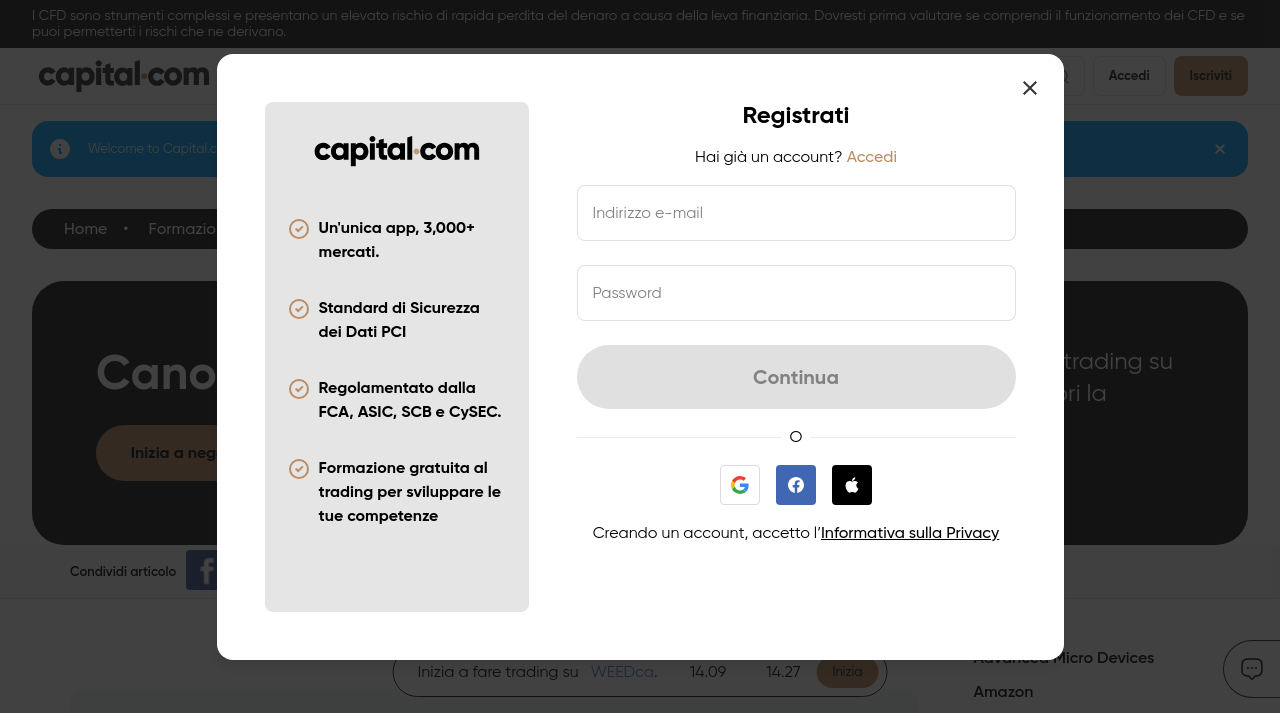 I CFD sono strumenti complessi e presentano un elevato rischio di rapida perdita del denaro a causa della leva finanziaria. Dovresti prima valutare se comprendi il funzionamento dei CFD e se
puoi permetterti i rischi che ne derivano.
capital.com
Accedi
Iscriviti
Welcome to Capital.c
Home
Formazio
Cano
Inizia a neg
trading su
ori la
Condividi articolo
capital.com
Un'unica app, 3,000+
mercati.
Standard di Sicurezza
dei Dati PCI
Regolamentato dalla
FCA, ASIC, SCB e CySEC.
Formazione gratuita al
trading per sviluppare le
tue competenze
Registrati
Hai già un account? Accedi
Indirizzo e-mail
Password
Continua
O
Creando un account, accetto l'Informativa sulla Privacy
Inizia a fare trading su WEEDca. 14.09 14.27 Inizia
Advanced Micro Devices
Amazon